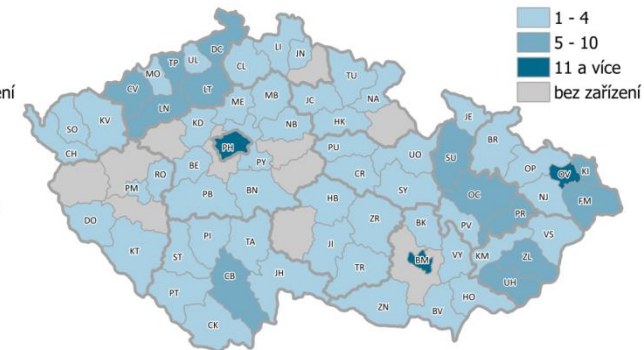 1 - 4
5 - 10
11 a více
bez zařízení
ení
DC
LI
JN
TP
UL
MO
CL
CV
LT
TU
LN
MB
JC
NA
ME
KD
HK
NB
JE
SO
KV
PH
BR
CH
BE
PY
PU
UO
SU
OP
OV
KI
RO
CR
PM
PB
BN
SY
OC
NJ
FM
HB
PR
DO
ZR
BK
PV
VS
PI
TA
KT
ST
JI
BM
VY
KM
ZL
CB
TR
JH
UH
PT
HO
ZN
BV
CK